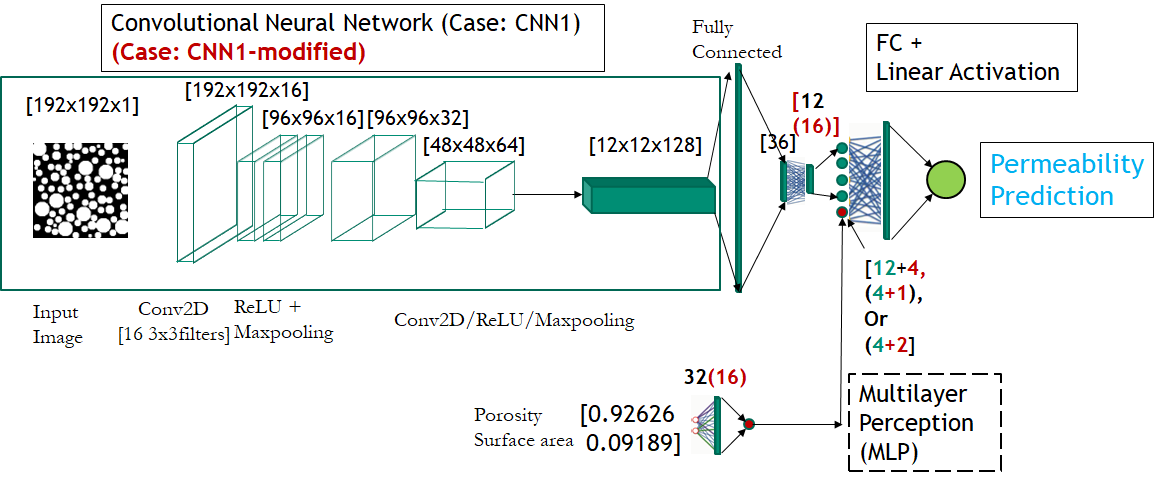 Convolutional Neural Network (Case: CNN1)
(Case: CNN1-modified)
Fully
Connected
FC +
Linear Activation
[192x192x1]
[192x192x16]
[96x96x16]
[96x96x32]
[48x48x64]
[12x12x128]
[36]
[12
(16)]
Permeability
Prediction
[12+4,
(4+1),
Or
(4+2]
Input
Image
Conv2D
[16 3x3filters]
ReLU +
Maxpooling
Conv2D/ReLU/Maxpooling
32(16)
Porosity
Surface area
[0.92626
0.09189]
Multilayer
Perception
(MLP)